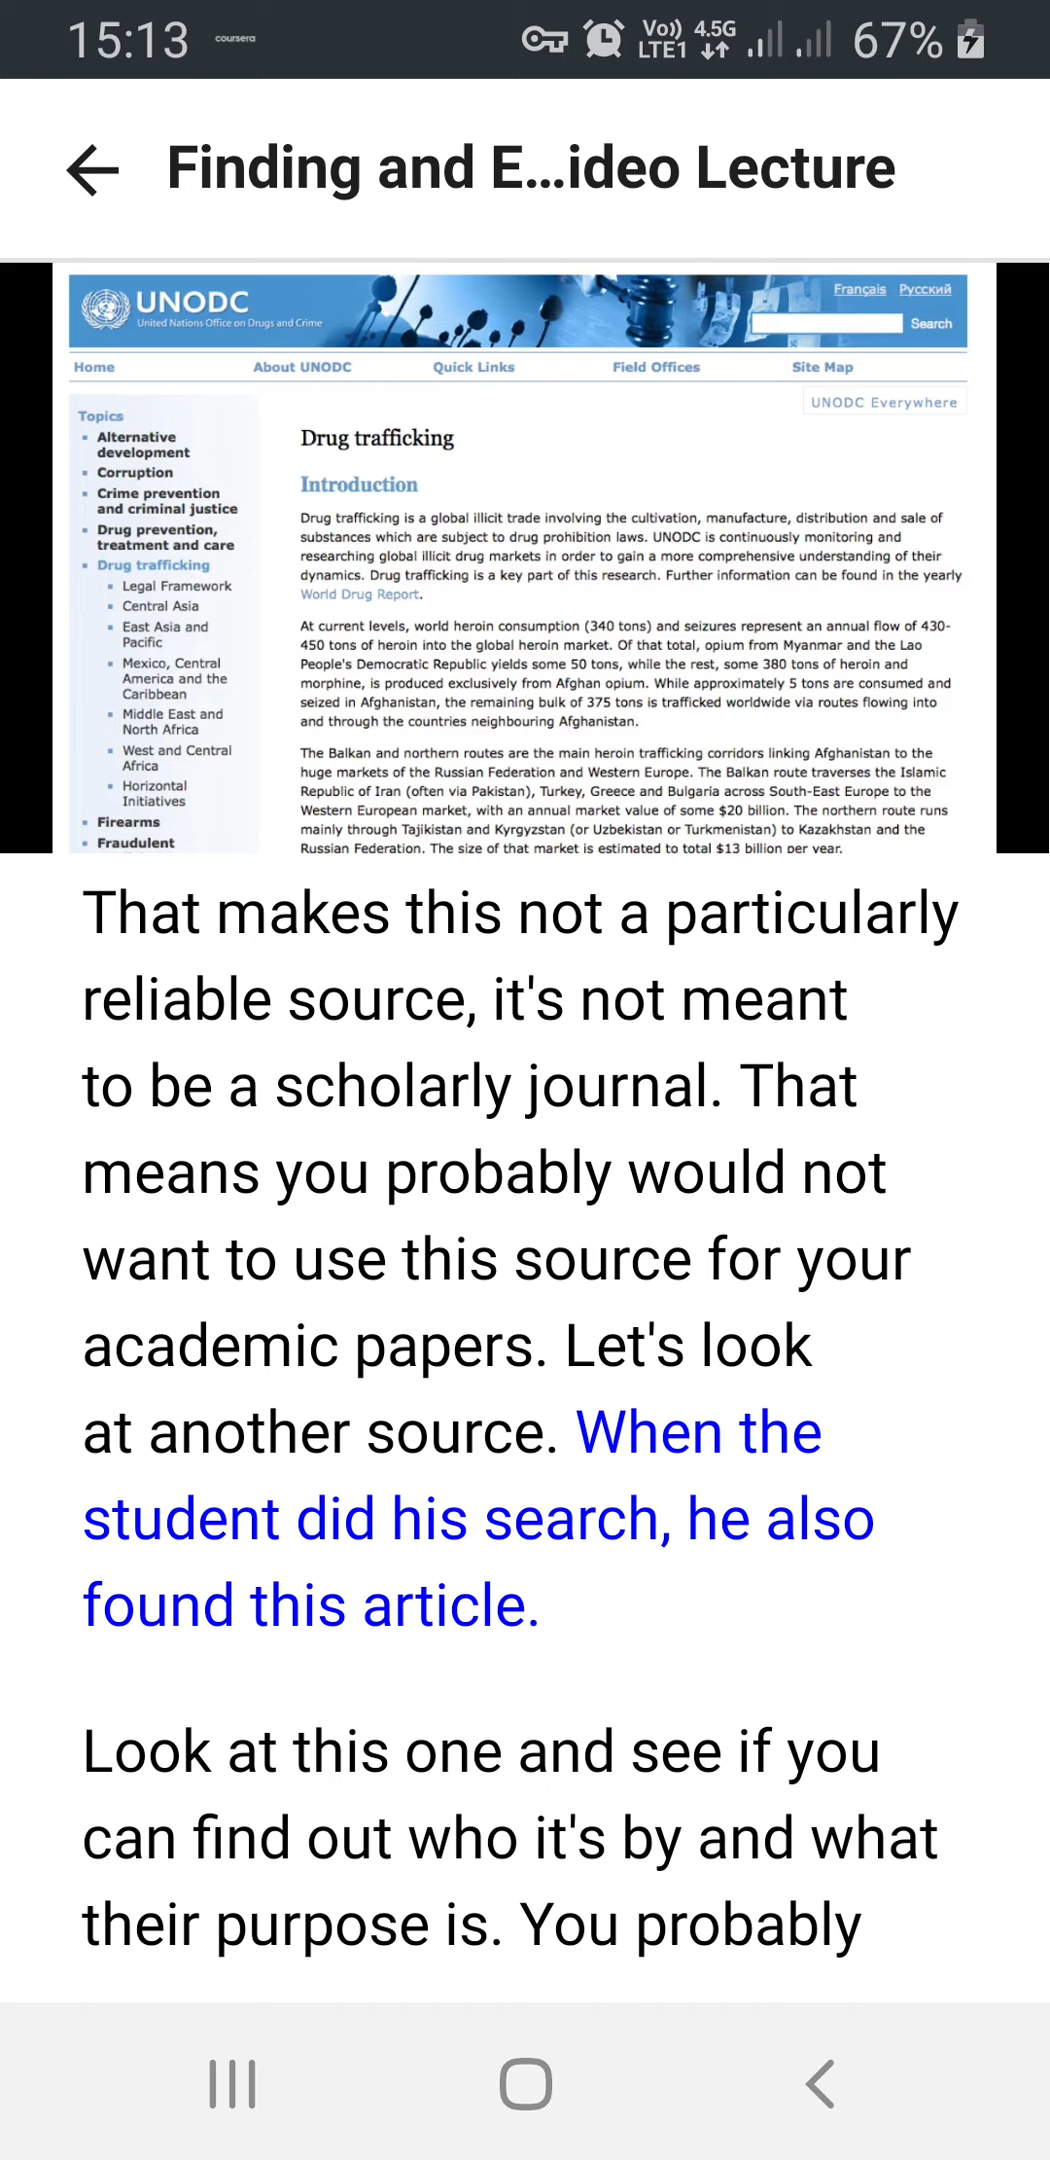 15:13 coursera Vo)) LTE1 4.5G 67%
Finding and E...ideo Lecture
UNODC
United Nations Office on Drugs and Crime
Français Русский
Search
Home About UNODC Quick Links Field Offices Site Map
UNODC Everywhere
Topics
Alternative
development
Corruption
Crime prevention
and criminal justice
Drug prevention,
treatment and care
Drug trafficking
Legal Framework
Central Asia
East Asia and
Pacific
Mexico, Central
America and the
Caribbean
Middle East and
North Africa
West and Central
Africa
Horizontal
Initiatives
Firearms
Fraudulent
Drug trafficking
Introduction
Drug trafficking is a global illicit trade involving the cultivation, manufacture, distribution and sale of
substances which are subject to drug prohibition laws. UNODC is continuously monitoring and
researching global illicit drug markets in order to gain a more comprehensive understanding of their
dynamics. Drug trafficking is a key part of this research. Further information can be found in the yearly
World Drug Report.
At current levels, world heroin consumption (340 tons) and seizures represent an annual flow of 430-
450 tons of heroin into the global heroin market. Of that total, opium from Myanmar and the Lao
People's Democratic Republic yields some 50 tons, while the rest, some 380 tons of heroin and
morphine, is produced exclusively from Afghan opium. While approximately 5 tons are consumed and
seized in Afghanistan, the remaining bulk of 375 tons is trafficked worldwide via routes flowing into
and through the countries neighbouring Afghanistan.
The Balkan and northern routes are the main heroin trafficking corridors linking Afghanistan to the
huge markets of the Russian Federation and Western Europe. The Balkan route traverses the Islamic
Republic of Iran (often via Pakistan), Turkey, Greece and Bulgaria across South-East Europe to the
Western European market, with an annual market value of some $20 billion. The northern route runs
mainly through Tajikistan and Kyrgyzstan (or Uzbekistan or Turkmenistan) to Kazakhstan and the
Russian Federation. The size of that market is estimated to total $13 billion per year.
That makes this not a particularly
reliable source, it's not meant
to be a scholarly journal. That
means you probably would not
want to use this source for your
academic papers. Let's look
at another source. When the
student did his search, he also
found this article.
Look at this one and see if you
can find out who it's by and what
their purpose is. You probably